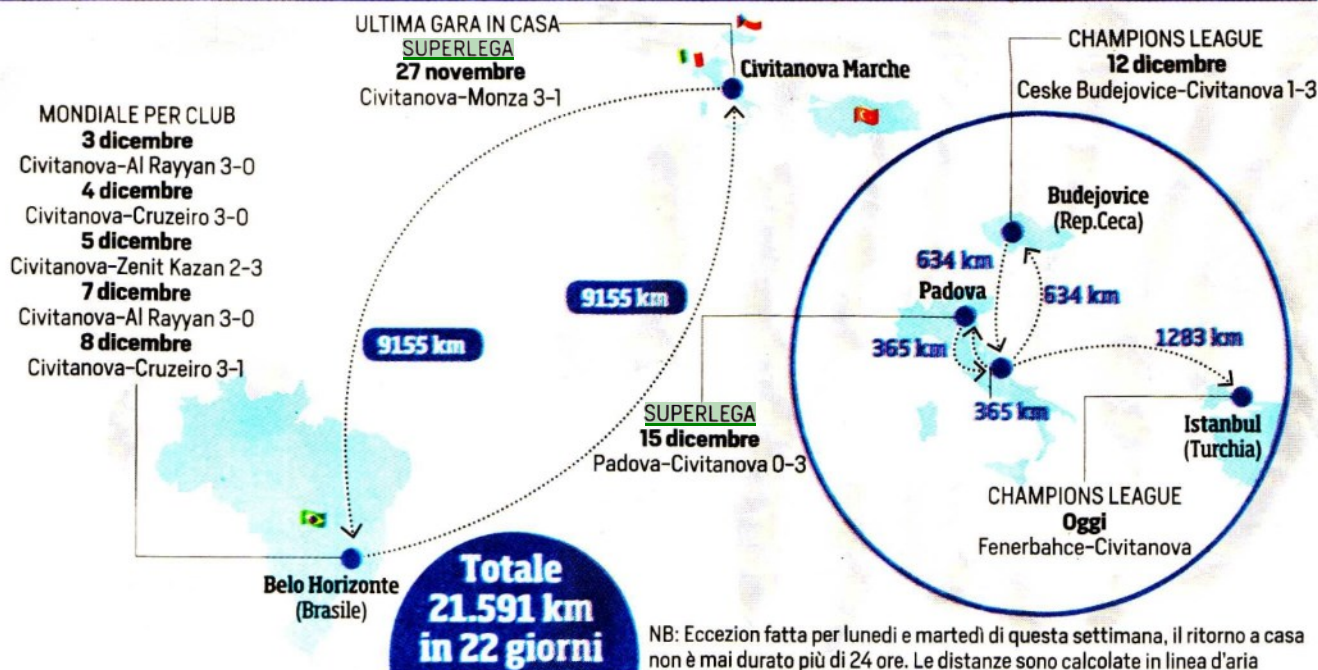 ULTIMA GARA IN CASA
SUPERLEGA
27 novembre
Civitanova-Monza 3-1
Civitanova Marche
MONDIALE PER CLUB
3 dicembre
Civitanova-Al Rayyan 3-0
4 dicembre
Civitanova-Cruzeiro 3-0
5 dicembre
Civitanova-Zenit Kazan 2-3
7 dicembre
Civitanova-Al Rayyan 3-0
8 dicembre
Civitanova-Cruzeiro 3-1
9155 km
9155 km
Belo Horizonte
(Brasile)
CHAMPIONS LEAGUE
12 dicembre
Ceske Budejovice-Civitanova 1-3
Budejovice
(Rep.Ceca)
634 km
634 km
Padova
365 km
365 km
1283 km
Istanbul
(Turchia)
SUPERLEGA
15 dicembre
Padova-Civitanova 0-3
CHAMPIONS LEAGUE
Oggi
Fenerbahce-Civitanova
Totale
21.591 km
in 22 giorni
NB: Eccezion fatta per lunedì e martedì di questa settimana, il ritorno a casa
non è mai durato più di 24 ore. Le distanze sono calcolate in linea d'aria